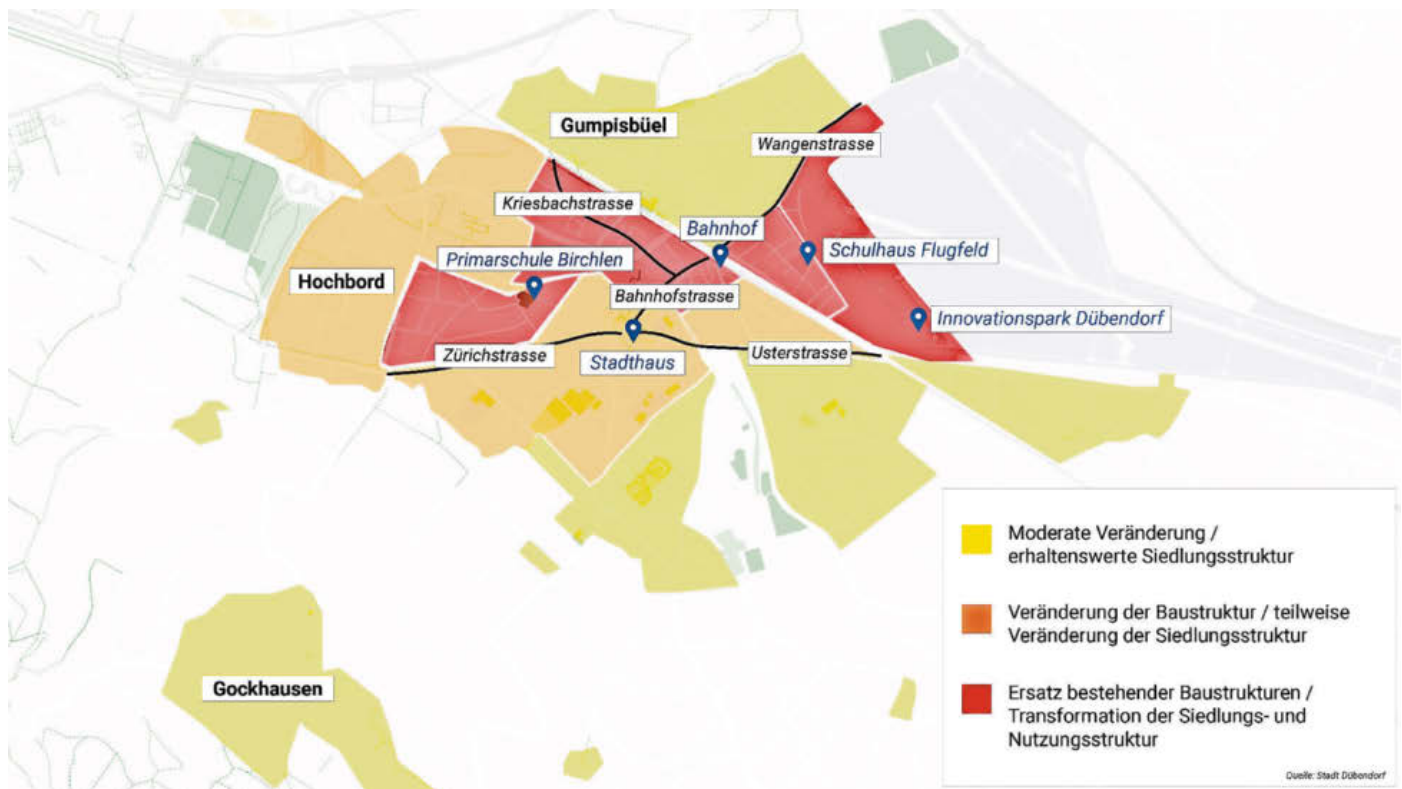 Gumpisbüel
Wangenstrasse
Kriesbachstrasse
Bahnhof
Schulhaus Flugfeld
Primarschule Birchlen
Hochbord
Bahnhofstrasse
Innovationspark Dübendorf
Zürichstrasse
Stadthaus
Usterstrasse
Gockhausen
Moderate Veränderung /
erhaltenswerte Siedlungsstruktur
Veränderung der Baustruktur / teilweise
Veränderung der Siedlungsstruktur
Ersatz bestehender Baustrukturen /
Transformation der Siedlungs- und
Nutzungsstruktur
Quelle: Stadt Dübendorf